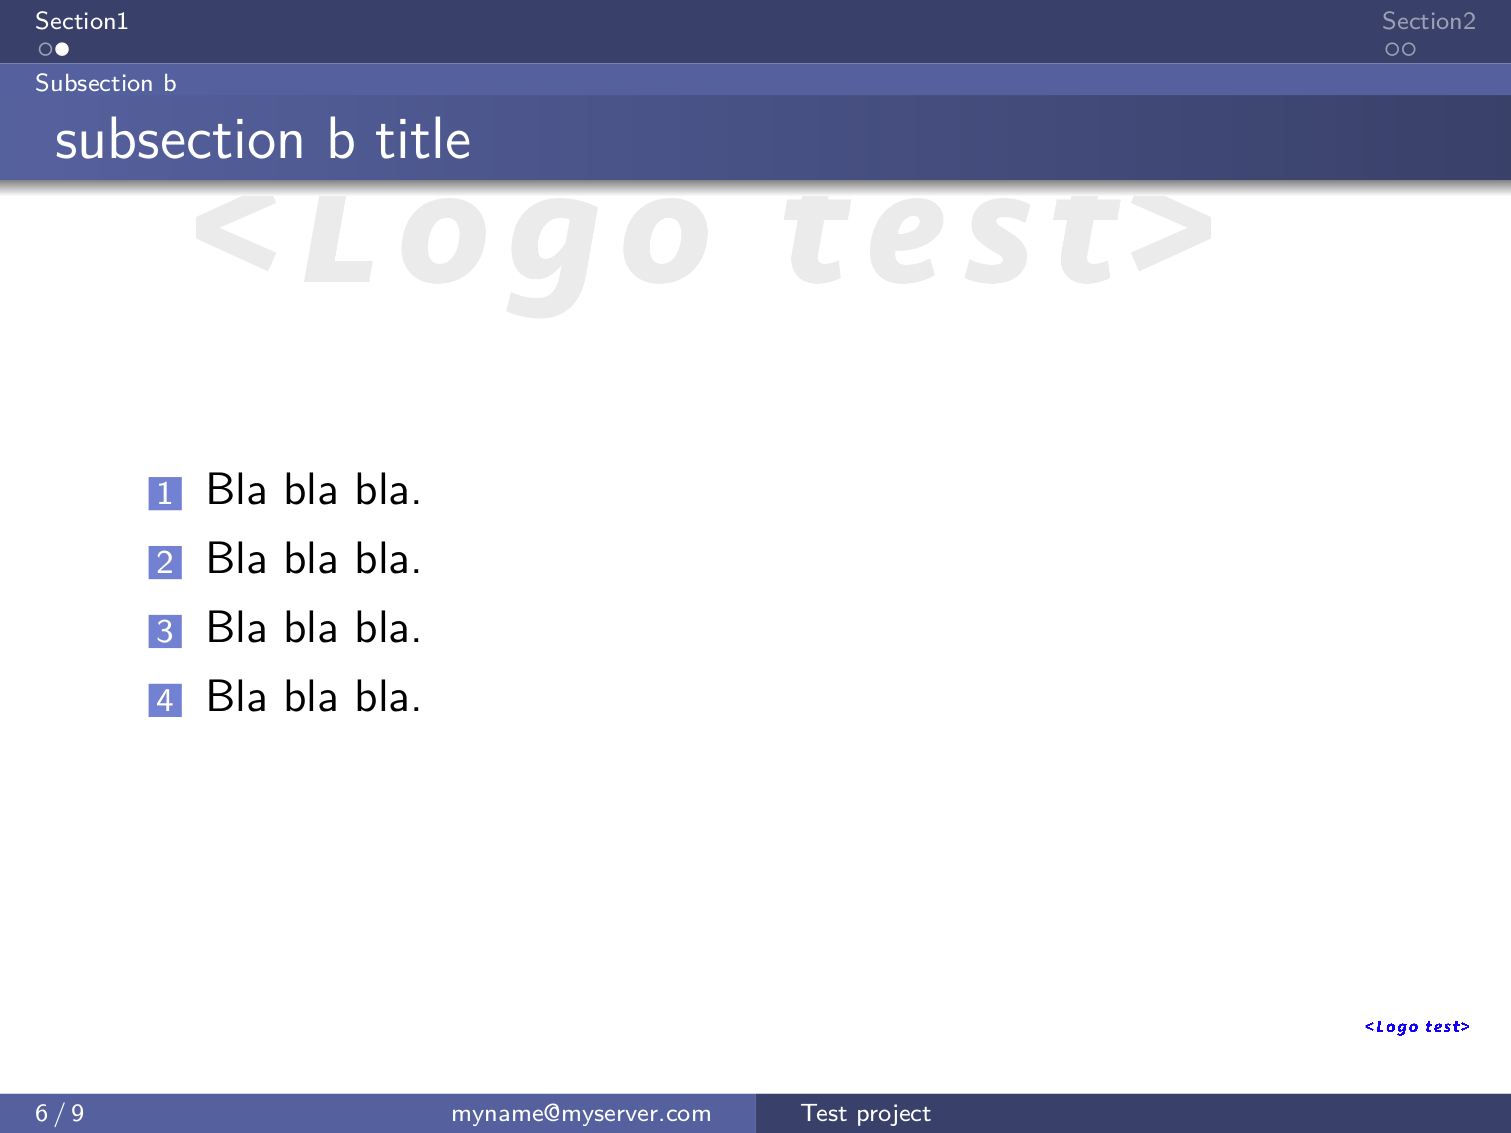 Section1 Section2
Subsection b
subsection b title
<Logo test>
1 Bla bla bla.
2 Bla bla bla.
3 Bla bla bla.
4 Bla bla bla.
<Logo test>
6 / 9 myname@myserver.com Test project